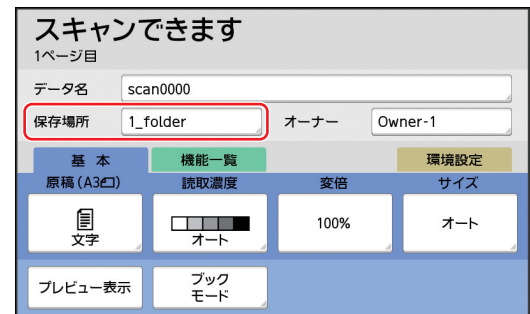 スキャンできます
1ページ目
データ名 scan0000
保存場所 1_folder オーナー Owner-1
基本 機能一覧 環境設定
原稿(A3) 読取濃度 変倍 サイズ
文字 オート 100% オート
プレビュー表示 ブック
モード